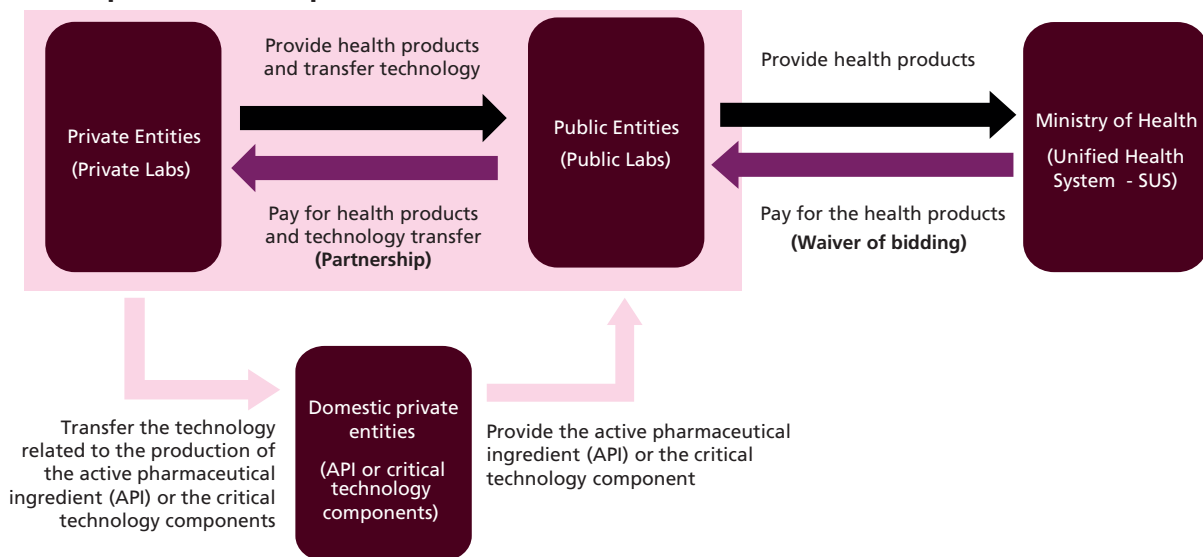 Private Entities
(Private Labs)
Provide health products
and transfer technology
Pay for health products
and technology transfer
(Partnership)
Public Entities
(Public Labs)
Provide health products
Pay for the health products
(Waiver of bidding)
Ministry of Health
(Unified Health
System - SUS)
Transfer the technology
related to the production of
the active pharmaceutical
ingredient (API) or the critical
technology components
Domestic private
entities
(API or critical
technology
components)
Provide the active pharmaceutical
ingredient (API) or the critical
technology component